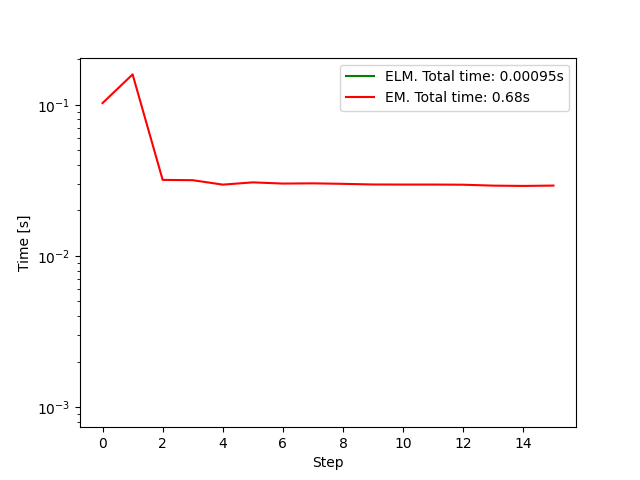 ELM. Total time: 0.00095s
EM. Total time: 0.68s
10⁻¹
10⁻²
10⁻³
Time [s]
0 2 4 6 8 10 12 14
Step